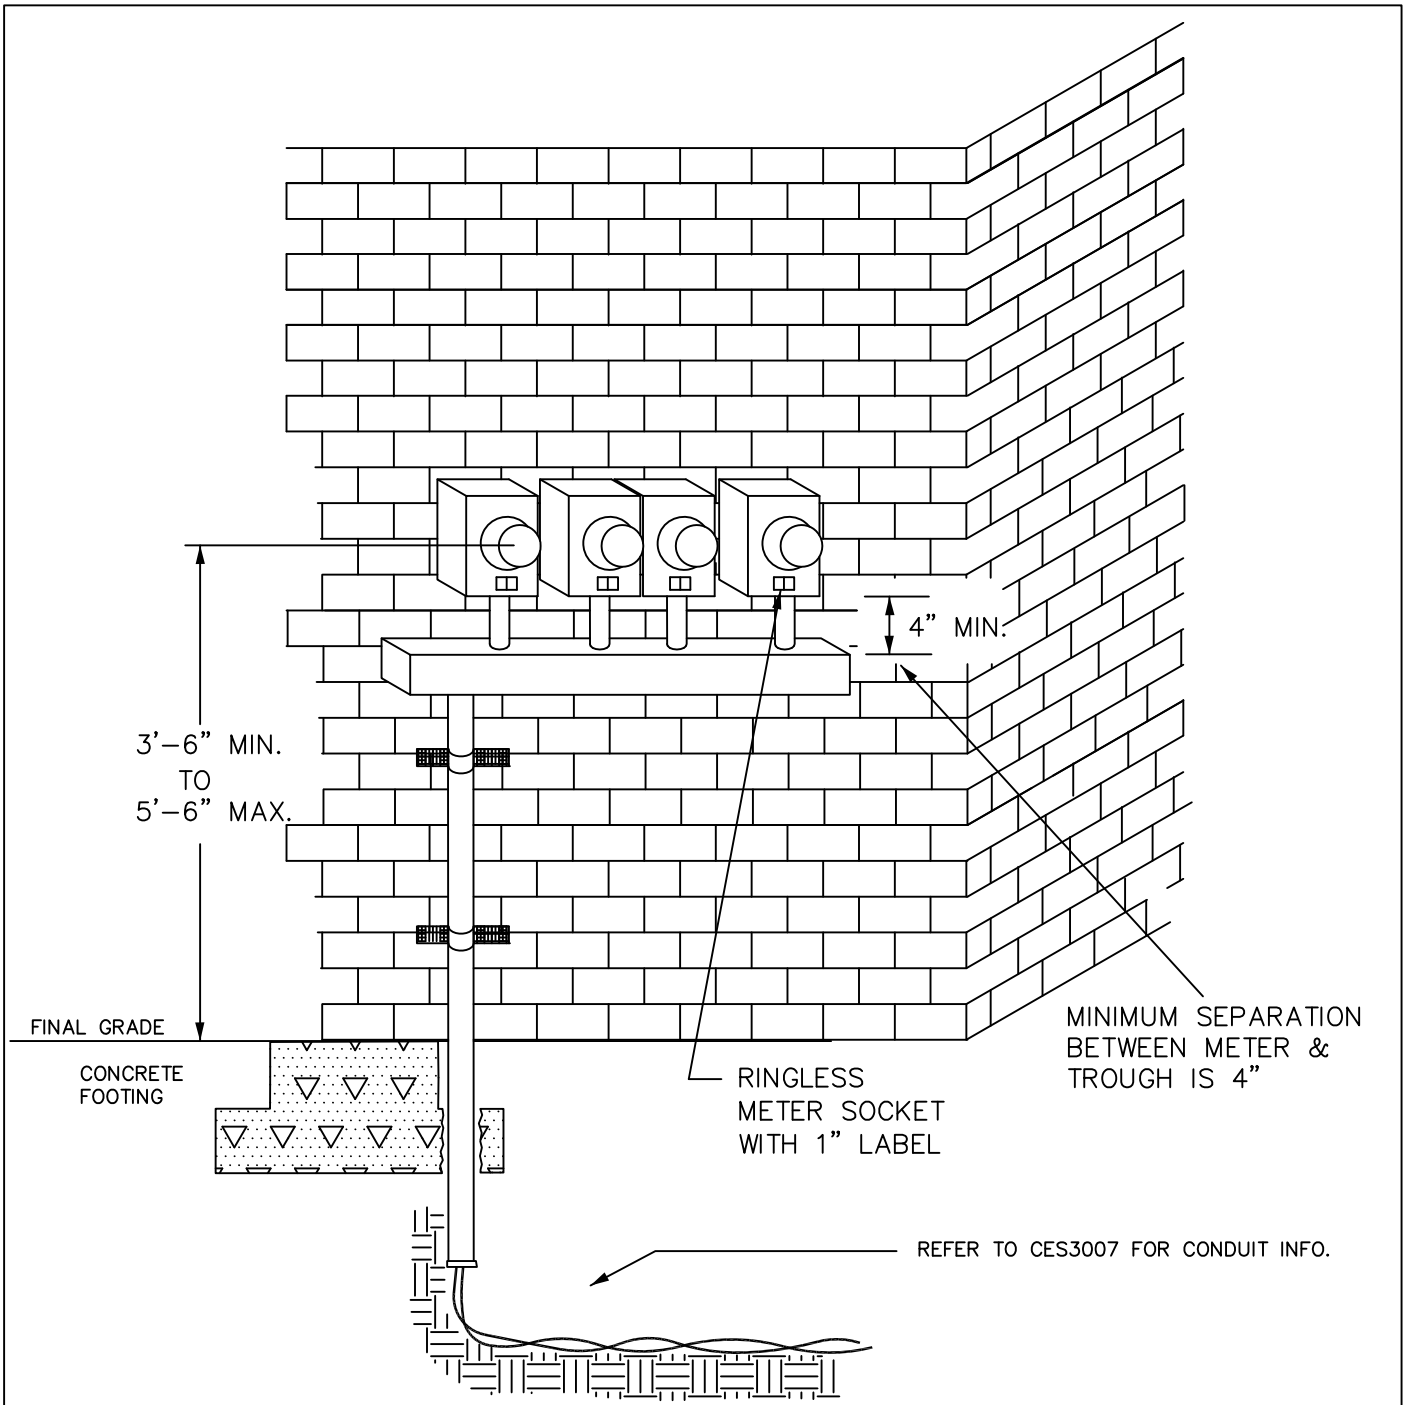 4” MIN.
3’–6” MIN.
TO
5’–6” MAX.
FINAL GRADE
CONCRETE
FOOTING
RINGLESS
METER SOCKET
WITH 1” LABEL
MINIMUM SEPARATION
BETWEEN METER &
TROUGH IS 4”
REFER TO CES3007 FOR CONDUIT INFO.